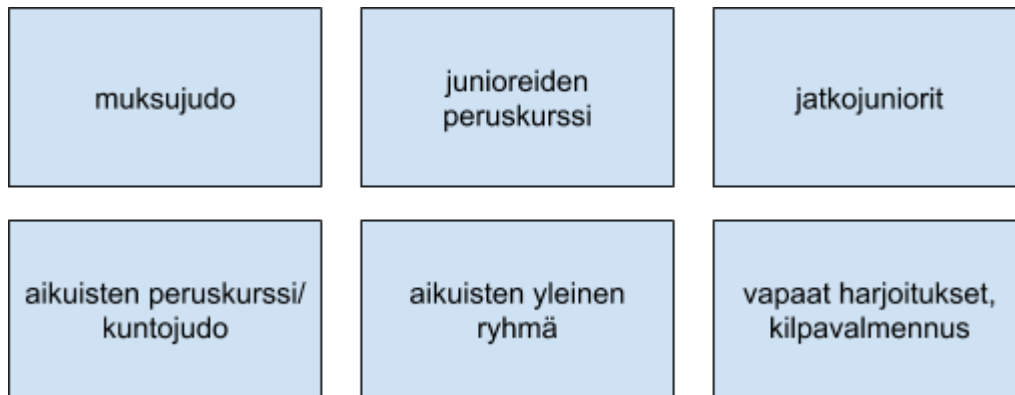 muksujudo
junioreiden
peruskurssi
jatkojuniorit
aikuisten peruskurssi/
kuntojudo
aikuisten yleinen
ryhmä
vapaat harjoitukset,
kilpavalmennus